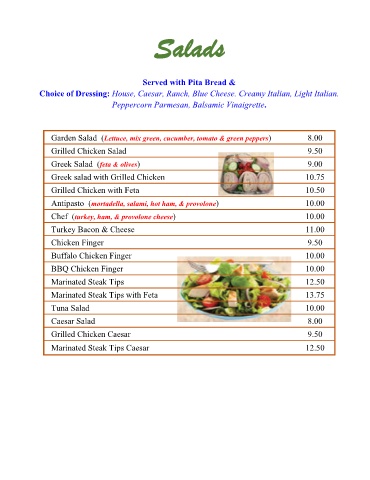 Salads
Served with Pita Bread &
Choice of Dressing: House, Caesar, Ranch, Blue Cheese. Creamy Italian, Light Italian.
Peppercorn Parmesan, Balsamic Vinaigrette.
Garden Salad (Lettuce, mix green, cucumber, tomato & green peppers) 8.00
Grilled Chicken Salad 9.50
Greek Salad (feta & olives) 9.00
Greek salad with Grilled Chicken 10.75
Grilled Chicken with Feta 10.50
Antipasto (mortadella, salami, hot ham, & provolone) 10.00
Chef (turkey, ham, & provolone cheese) 10.00
Turkey Bacon & Cheese 11.00
Chicken Finger 9.50
Buffalo Chicken Finger 10.00
BBQ Chicken Finger 10.00
Marinated Steak Tips 12.50
Marinated Steak Tips with Feta 13.75
Tuna Salad 10.00
Caesar Salad 8.00
Grilled Chicken Caesar 9.50
Marinated Steak Tips Caesar 12.50